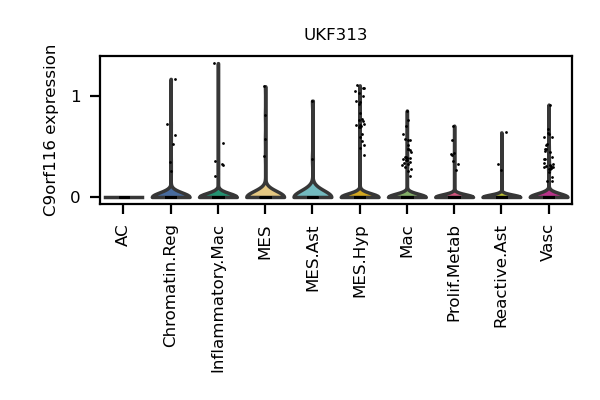 UKF313
C9orf116 expression
1
0
AC
Chromatin.Reg
Inflammatory.Mac
MES
MES.Ast
MES.Hyp
Mac
Prolif.Metab
Reactive.Ast
Vasc